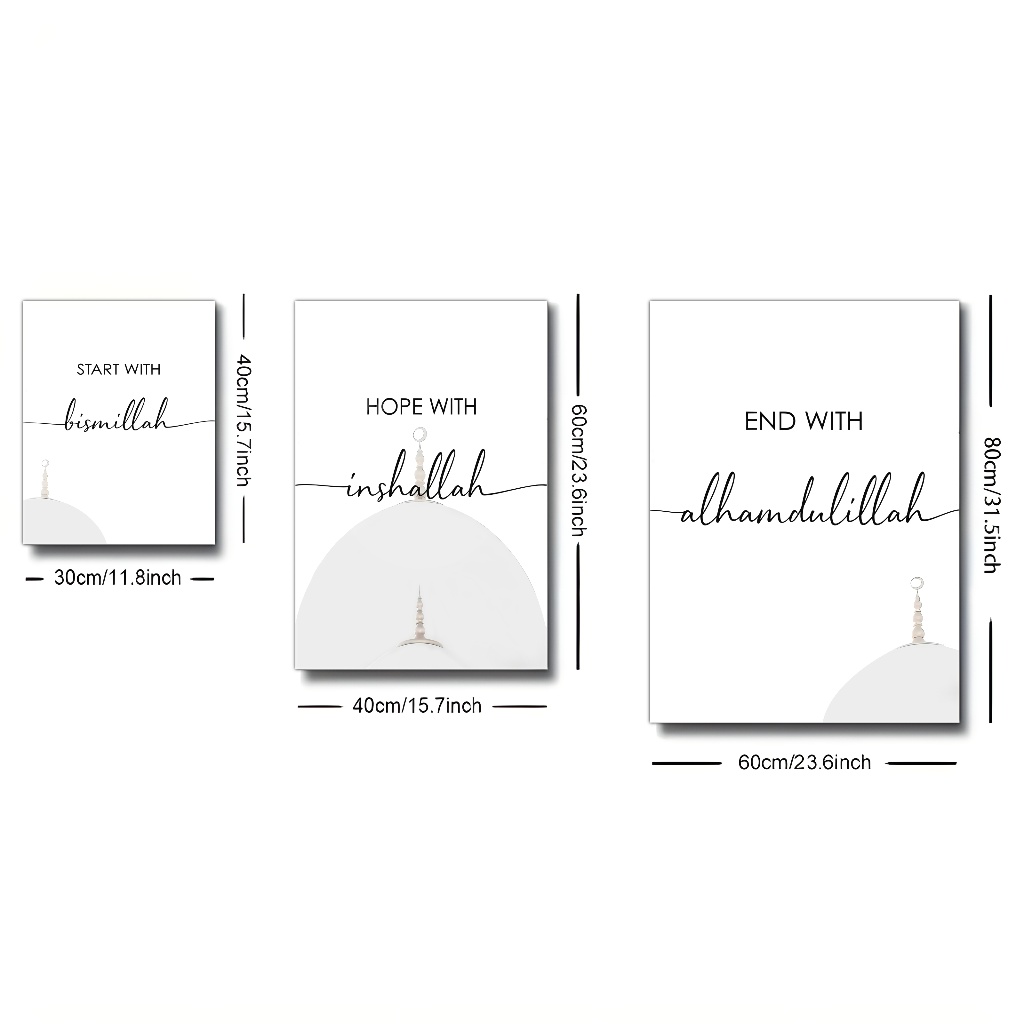 START WITH
bismillah
40cm/15.7inch
30cm/11.8inch
HOPE WITH
inshallah
60cm/23.6inch
40cm/15.7inch
END WITH
alhamdulillah
80cm/31.5inch
60cm/23.6inch